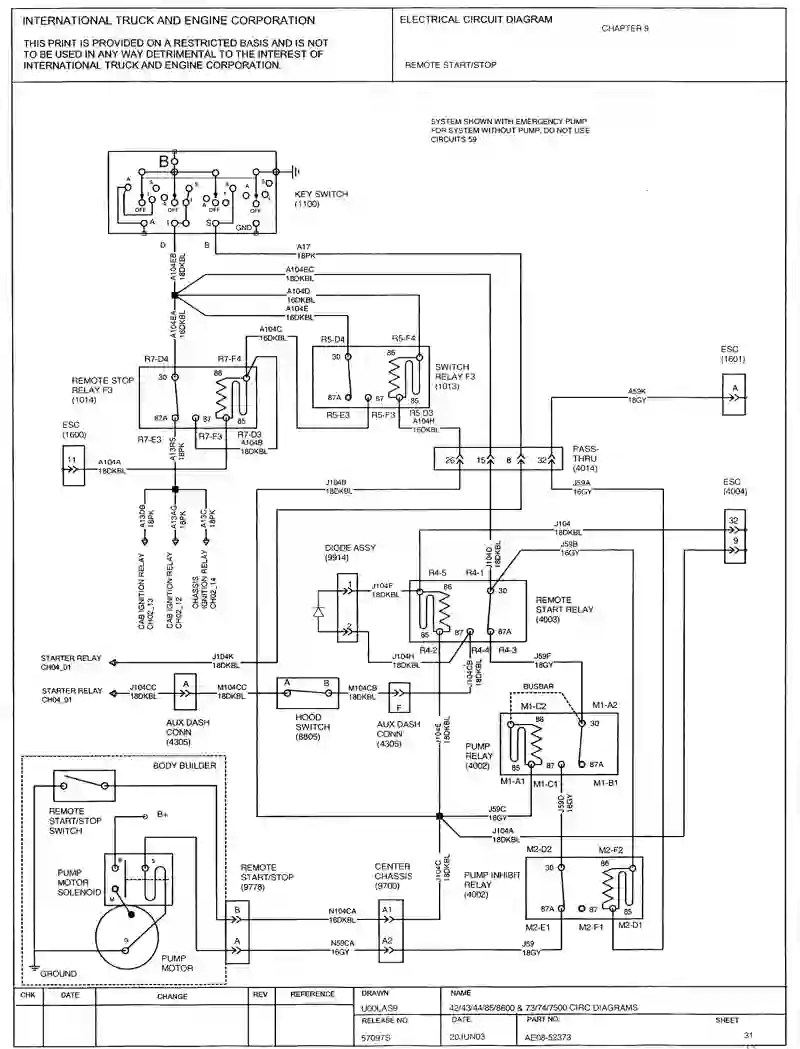 INTERNATIONAL TRUCK AND ENGINE CORPORATION
THIS PRINT IS PROVIDED ON A RESTRICTED BASIS AND IS NOT
TO BE USED IN ANY WAY DETRIMENTAL TO THE INTEREST OF
INTERNATIONAL TRUCK AND ENGINE CORPORATION.
ELECTRICAL CIRCUIT DIAGRAM
CHAPTER 9
REMOTE START/STOP
SYSTEM SHOWN WITH EMERGENCY PUMP
FOR SYSTEM WITHOUT PUMP, DO NOT USE
CIRCUITS 59
B
A
S
OFF
OFF
OFF
OFF
A
I
S
GND
KEY SWITCH
(1100)
D
B
A17
18PK
A104EB
18DKBL
A104EC
18DKBL
A104D
16DKBL
A104E
16DKBL
A104EA
18DKBL
A104C
16DKBL
R7-D4
R7-F4
R5-D4
R5-F4
REMOTE STOP
RELAY F3
(1014)
30
86
87A
87
85
R7-E3
R7-F3
R7-D3
30
86
87A
87
85
R5-E3
R5-F3
R5-D3
SWITCH
RELAY F3
(1013)
A104H
16DKBL
A104B
18DKBL
ESC
(1600)
11
A104A
18DKBL
A13RS
18PK
ESC
(1601)
A
A59K
18GY
26
15
8
32
PASS-
THRU
(4014)
J104B
18DKBL
J59A
16GY
A13DB
18PK
A13AG
18PK
A13C
18PK
CAB IGNITION RELAY
CH02_13
CAB IGNITION RELAY
CH02_12
CHASSIS
IGNITION RELAY
CH02_14
ESC
(4004)
32
9
J104
18DKBL
J59B
16GY
J104D
18DKBL
DIODE ASSY
(9914)
1
2
J104F
18DKBL
R4-5
R4-1
86
30
85
87
87A
R4-2
R4-4
R4-3
REMOTE
START RELAY
(4003)
J104H
18DKBL
J104CB
18DKBL
J59F
18GY
STARTER RELAY
CH04_01
J104K
18DKBL
STARTER RELAY
CH04_01
J104CC
18DKBL
A
M104CC
18DKBL
A
B
M104CB
18DKBL
F
AUX DASH
CONN
(4305)
HOOD
SWITCH
(8805)
AUX DASH
CONN
(4305)
J104E
18DKBL
BUSBAR
M1-C2
M1-A2
86
30
85
87
87A
PUMP
RELAY
(4002)
M1-A1
M1-C1
M1-B1
BODY BUILDER
REMOTE
START/STOP
SWITCH
B+
J59C
18GY
J59D
18GY
J104A
18DKBL
M2-D2
M2-F2
PUMP
MOTOR
SOLENOID
B
S
M
G
PUMP
MOTOR
GROUND
REMOTE
START/STOP
(9778)
B
A
N104CA
16DKBL
N59CA
16GY
CENTER
CHASSIS
(9700)
A1
A2
J104C
18DKBL
PUMP INHIBIT
RELAY
(4002)
30
86
87A
87
85
M2-E1
M2-F1
M2-D1
J59
18GY
CHK
DATE
CHANGE
REV
REFERENCE
DRAWN
NAME
42/43/44/85/8600 & 73/74/7500 CIRC DIAGRAMS
RELEASE NO.
DATE
PART NO.
SHEET
20JUN03
AE08-52373
31